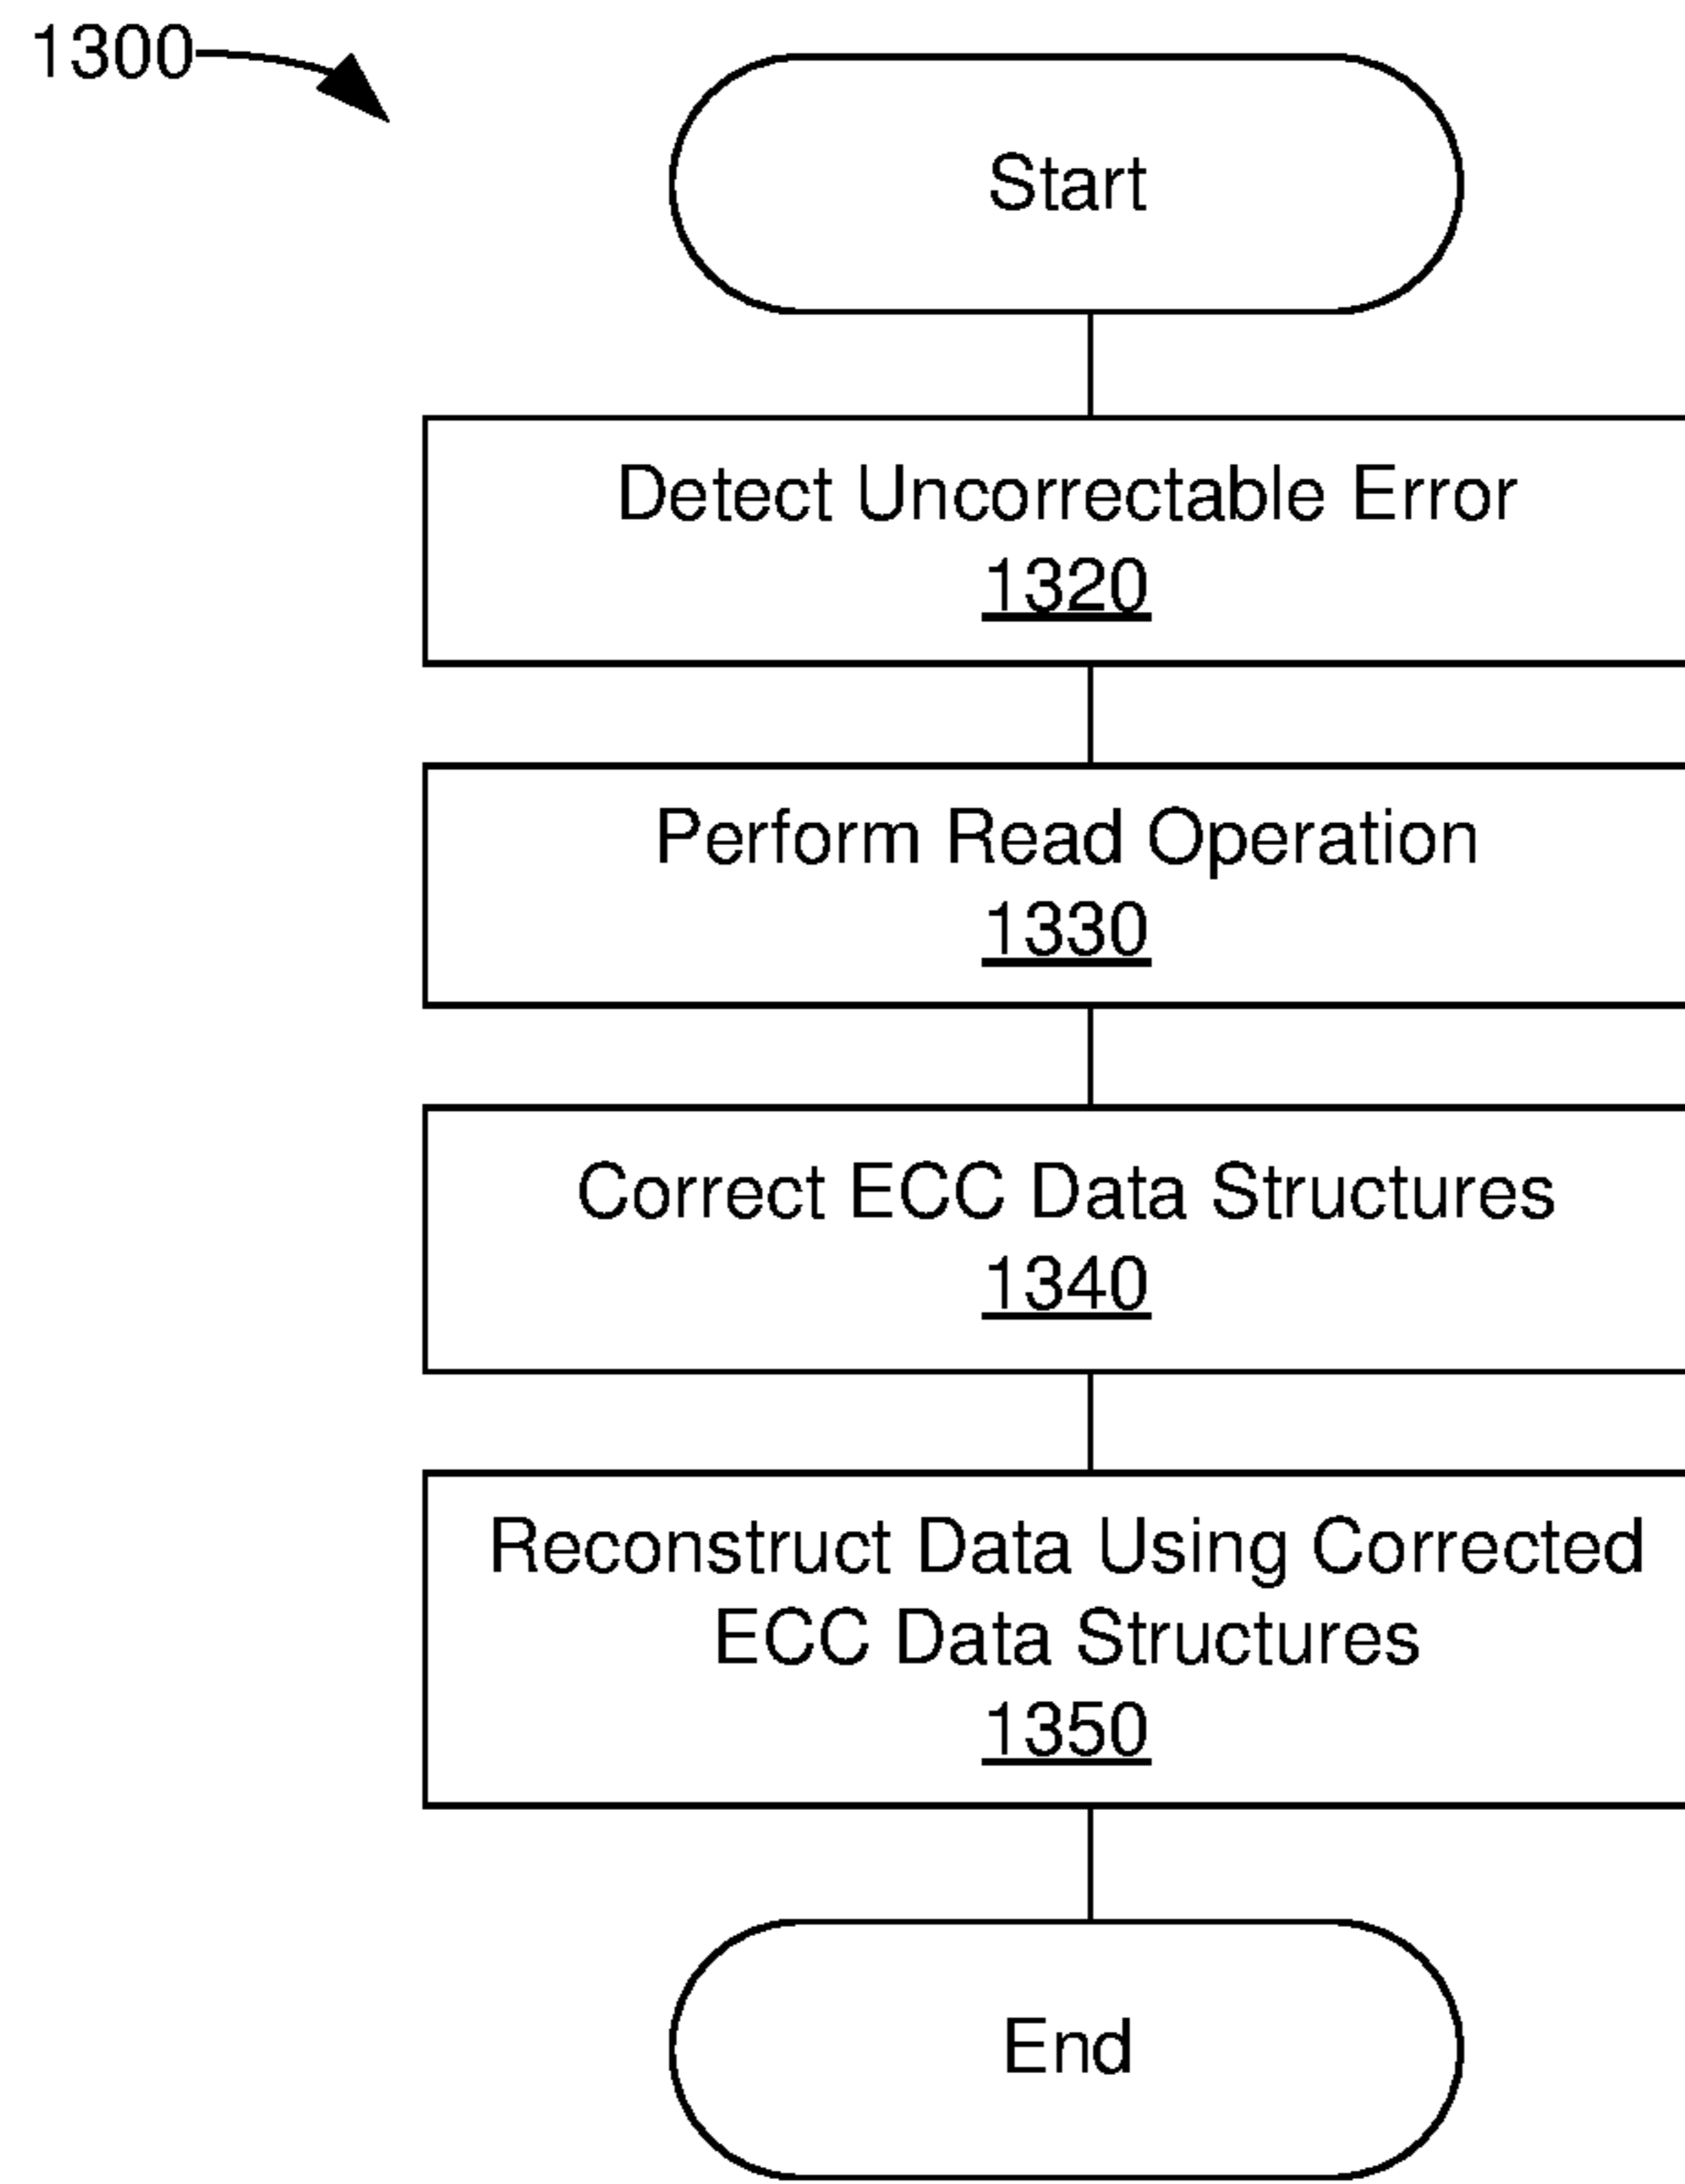 1300
Start
Detect Uncorrectable Error
1320
Perform Read Operation
1330
Correct ECC Data Structures
1340
Reconstruct Data Using Corrected
ECC Data Structures
1350
End